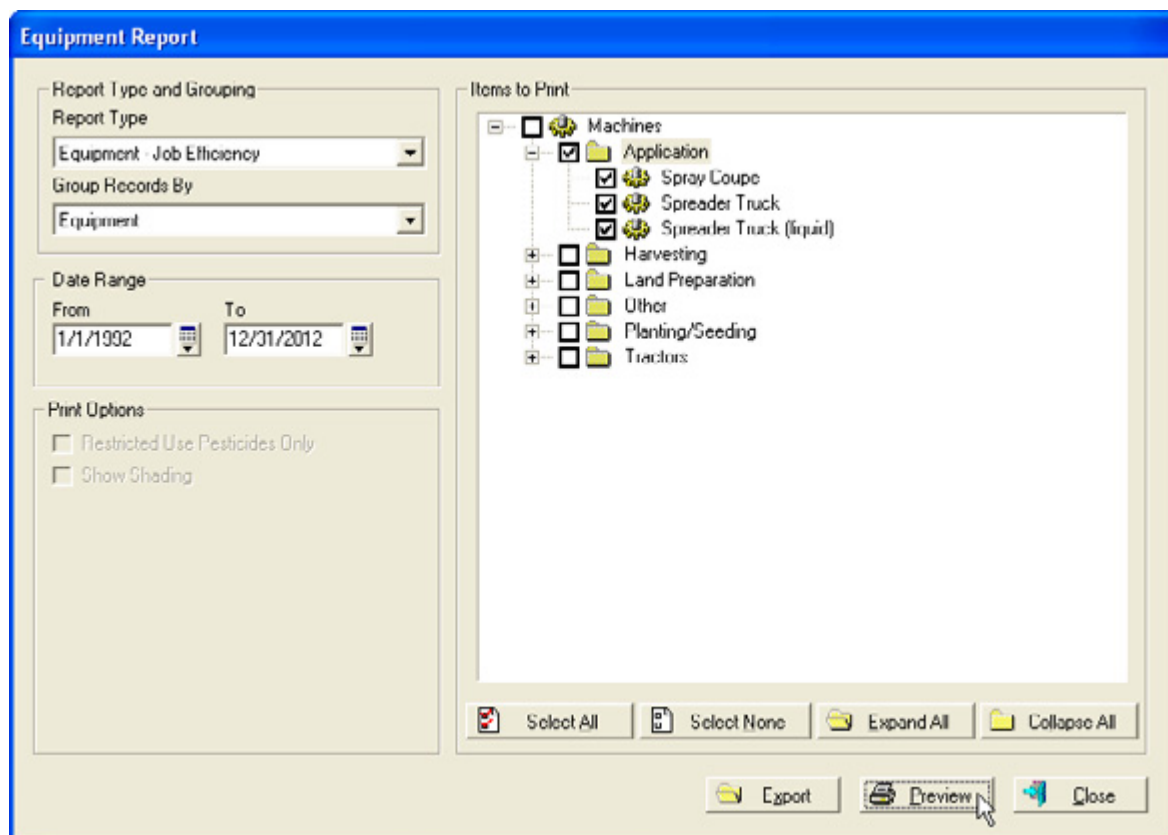 Equipment Report
Report Type and Grouping
Report Type
Equipment - Job Efficiency
Group Records By
Equipment
Date Range
From To
1/1/1992 12/31/2012
Print Options
Restricted Use Pesticides Only
Show Shading
Items to Print
Machines
Application
Spray Coupe
Spreader Truck
Spreader Truck (liquid)
Harvesting
Land Preparation
Other
Planting/Seeding
Tractors
Select All Select None Expand All Collapse All
Export Preview Close